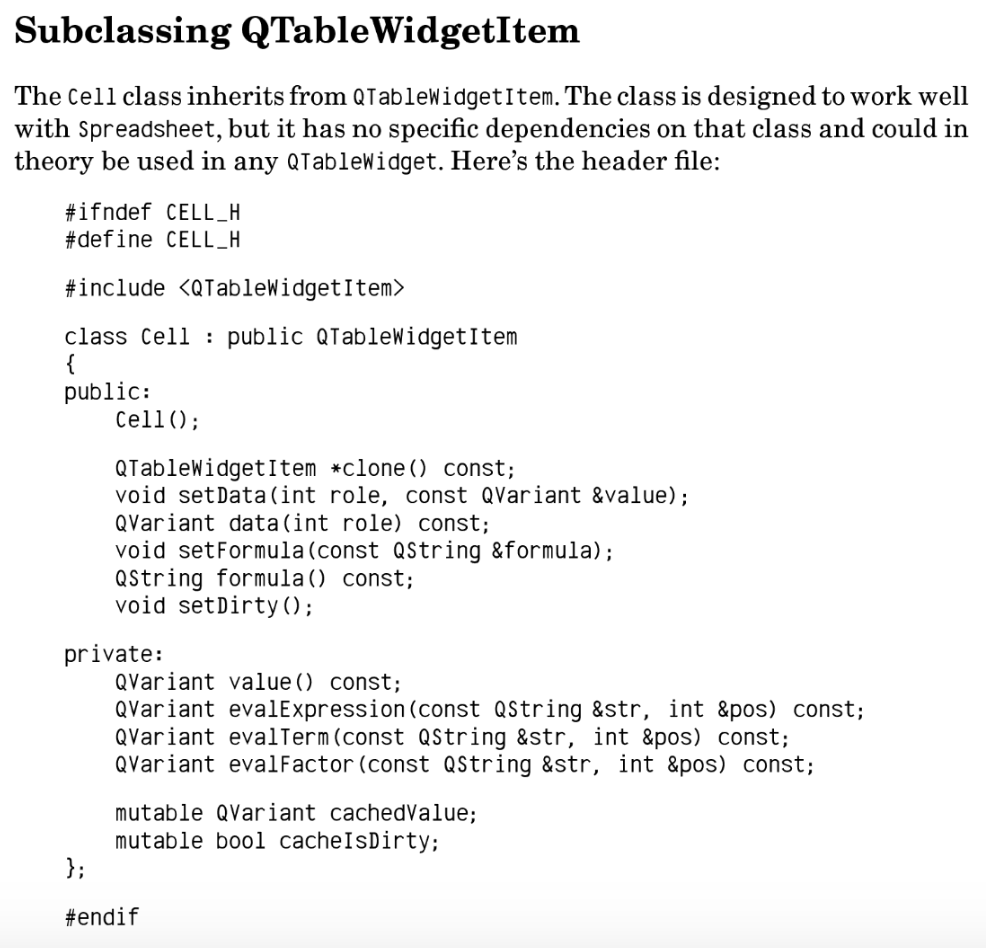 Subclassing QTableWidgetItem
The Cell class inherits from QTableWidgetItem. The class is designed to work well
with Spreadsheet, but it has no specific dependencies on that class and could in
theory be used in any QTableWidget. Here’s the header file:
#ifndef CELL_H
#define CELL_H
#include <QTableWidgetItem>
class Cell : public QTableWidgetItem
{
public:
    Cell();
    QTableWidgetItem *clone() const;
    void setData(int role, const QVariant &value);
    QVariant data(int role) const;
    void setFormula(const QString &formula);
    QString formula() const;
    void setDirty();
private:
    QVariant value() const;
    QVariant evalExpression(const QString &str, int &pos) const;
    QVariant evalTerm(const QString &str, int &pos) const;
    QVariant evalFactor(const QString &str, int &pos) const;
    mutable QVariant cachedValue;
    mutable bool cacheIsDirty;
};
#endif